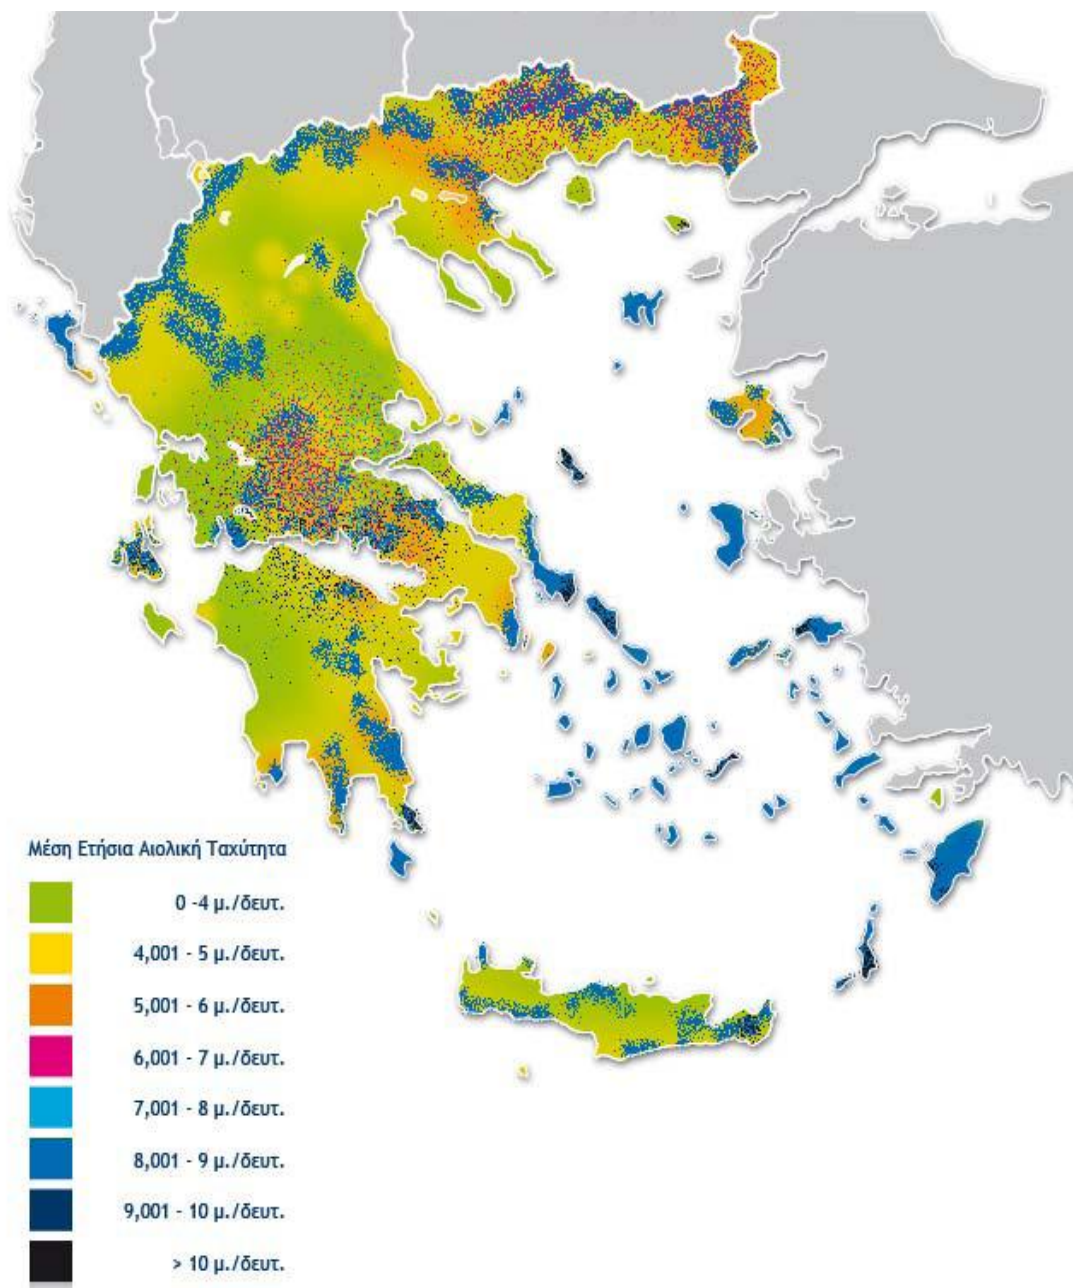 Μέση Ετήσια Αιολική Ταχύτητα
0 -4 μ./δευτ.
4,001 - 5 μ./δευτ.
5,001 - 6 μ./δευτ.
6,001 - 7 μ./δευτ.
7,001 - 8 μ./δευτ.
8,001 - 9 μ./δευτ.
9,001 - 10 μ./δευτ.
> 10 μ./δευτ.